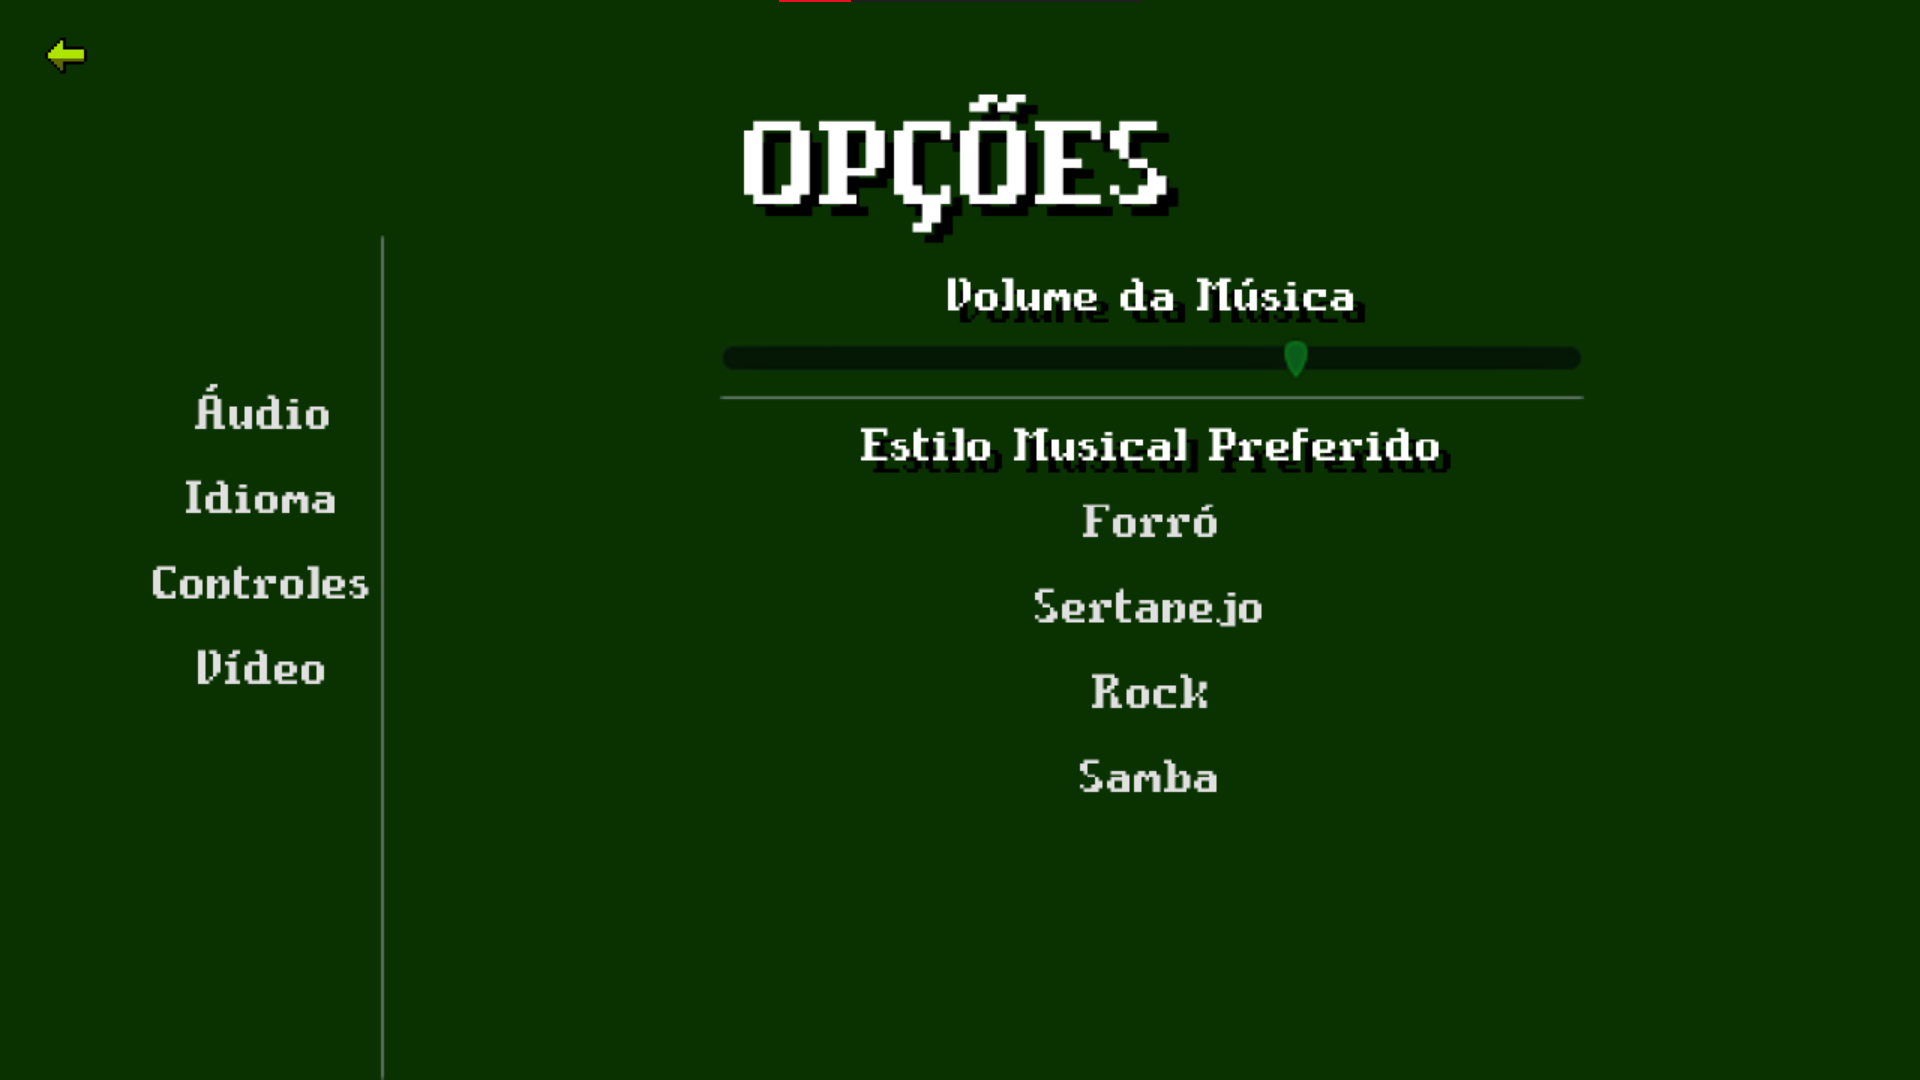 OPÇÕES
Áudio
Idioma
Controles
Vídeo
Volume da Música
Estilo Musical Preferido
Forró
Sertanejo
Rock
Samba